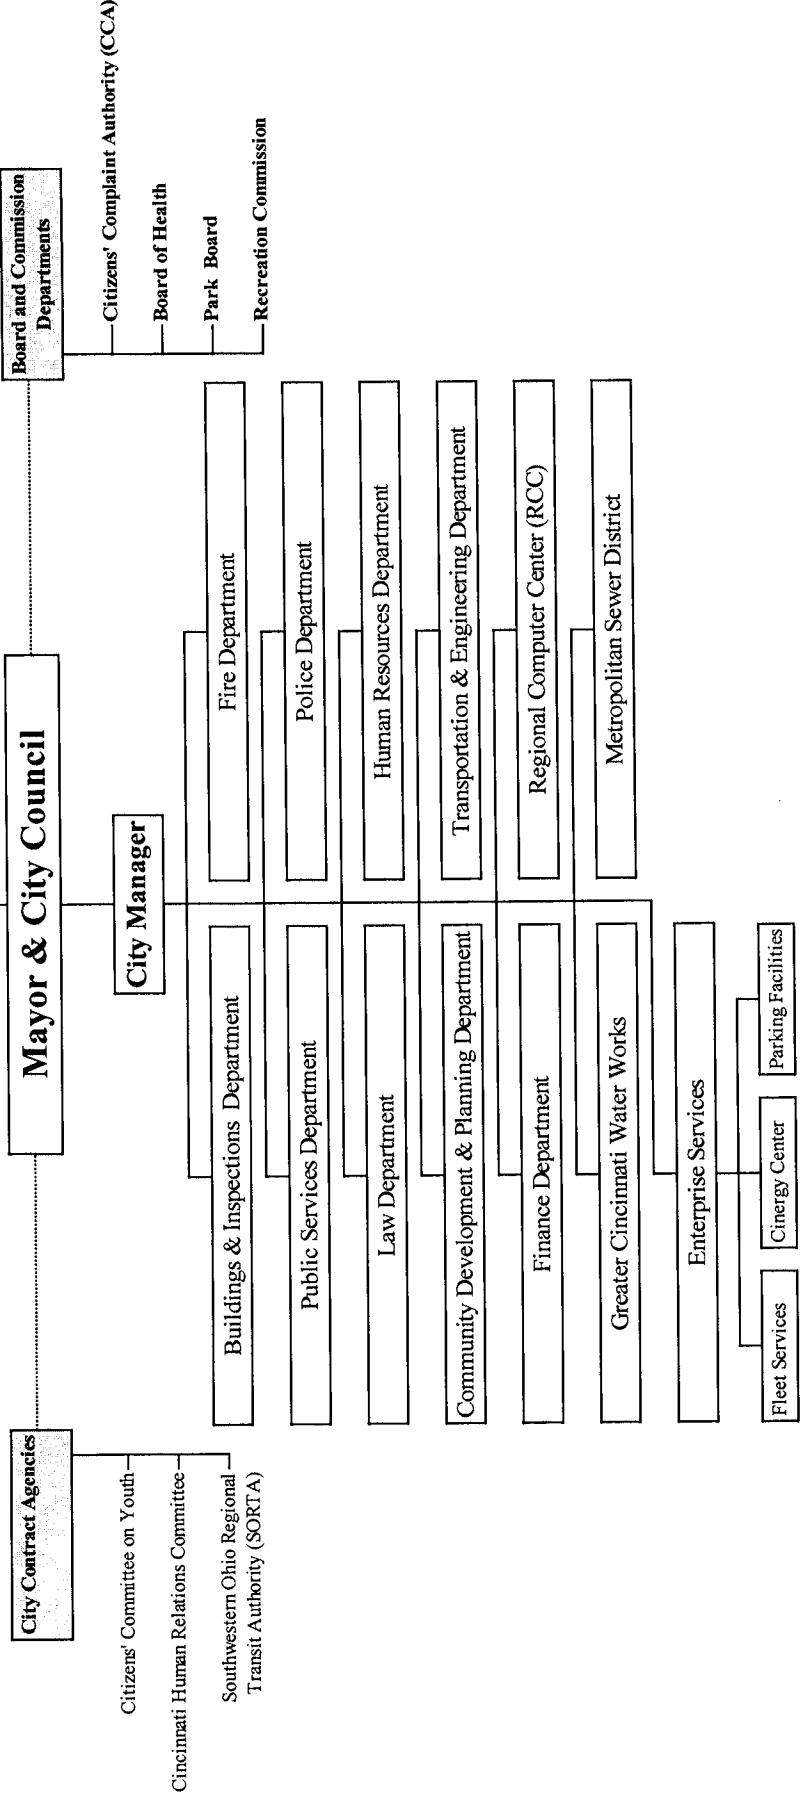 Mayor & City Council
City Contract Agencies
Citizens' Committee on Youth
Cincinnati Human Relations Committee
Southwestern Ohio Regional
Transit Authority (SORTA)
Board and Commission
Departments
Citizens' Complaint Authority (CCA)
Board of Health
Park Board
Recreation Commission
City Manager
Buildings & Inspections Department
Fire Department
Public Services Department
Police Department
Law Department
Human Resources Department
Community Development & Planning Department
Transportation & Engineering Department
Finance Department
Regional Computer Center (RCC)
Greater Cincinnati Water Works
Metropolitan Sewer District
Enterprise Services
Fleet Services
Cinergy Center
Parking Facilities